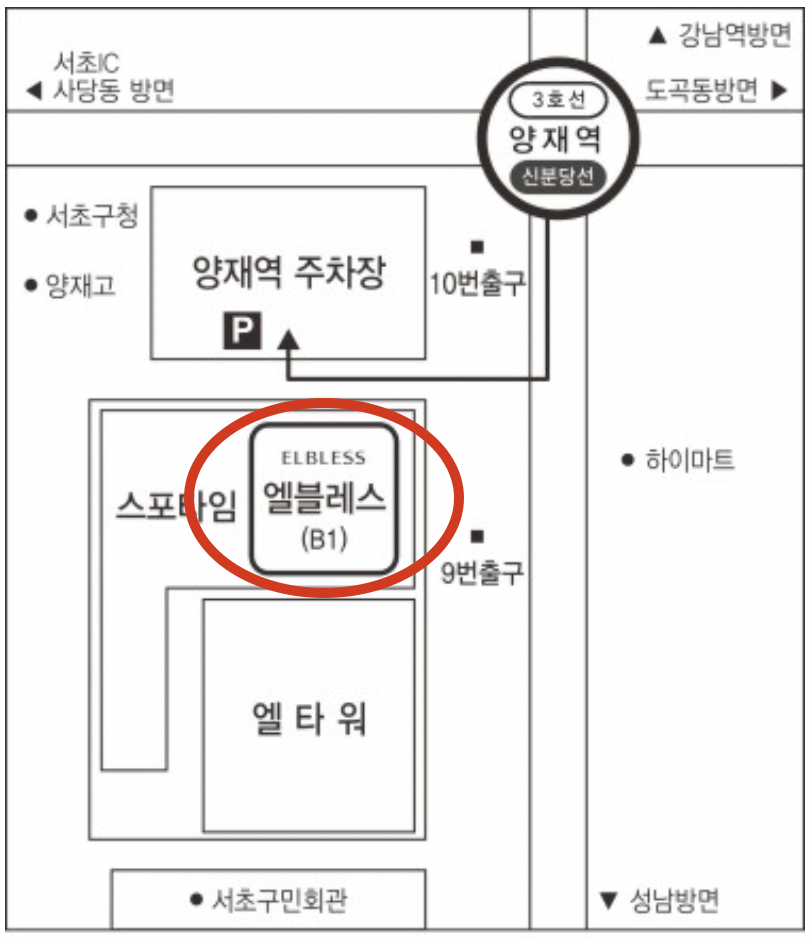 ▲ 강남역방면
서초IC
◀ 사당동 방면
도곡동방면 ▶
3호선
양재역
신분당선
● 서초구청
양재역 주차장
P
■
10번출구
● 양재고
ELBLESS
엘블레스
(B1)
스포타임
● 하이마트
■
9번출구
엘타워
● 서초구민회관
▼ 성남방면